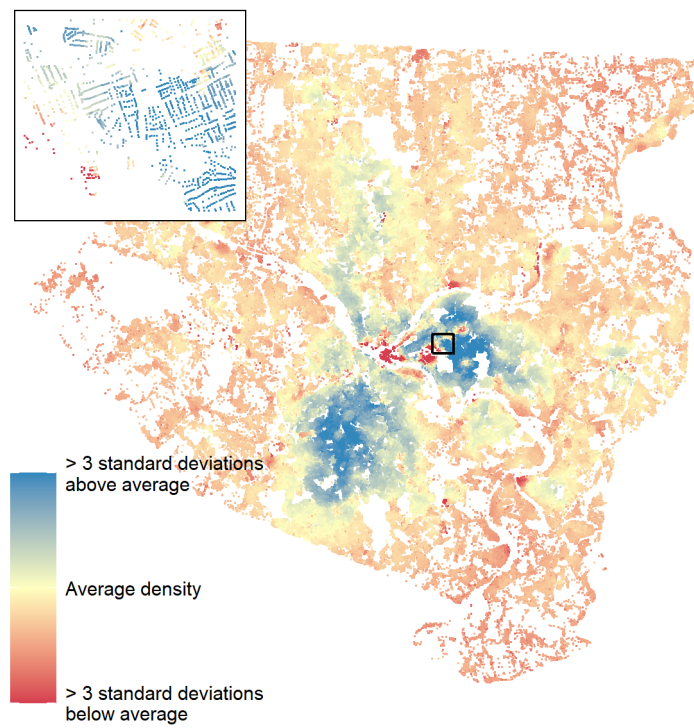 > 3 standard deviations
above average
Average density
> 3 standard deviations
below average